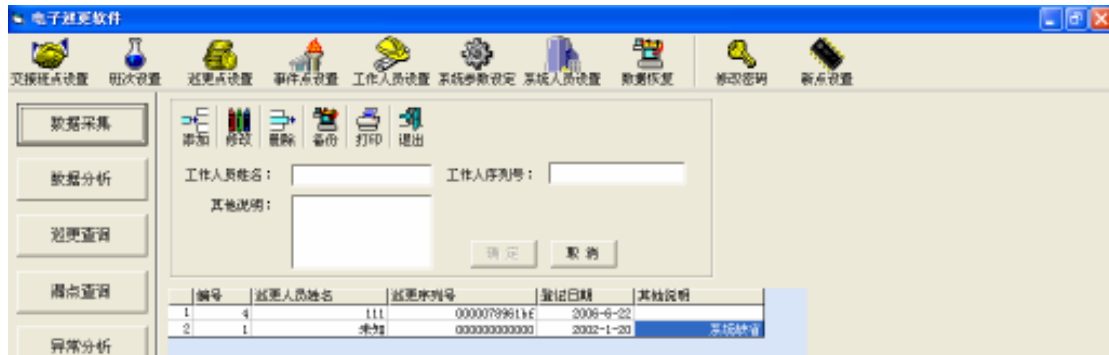 电子巡更软件
交接班点设置 班次设置 巡更点设置 事件点设置 工作人员设置 系统参数设定 系统人员设置 数据恢复 修改密码 新点设置
数据采集
添加 修改 删除 备份 打印 退出
数据分析
工作人员姓名： 工作人序列号：
其他说明：
巡更查询
确定 取消
漏点查询
编号 巡更人员姓名 巡更序列号 登记日期 其他说明
1 4 111 2006-6-22
2 1 未知 000000000000 2002-1-20 系统缺省
异常分析